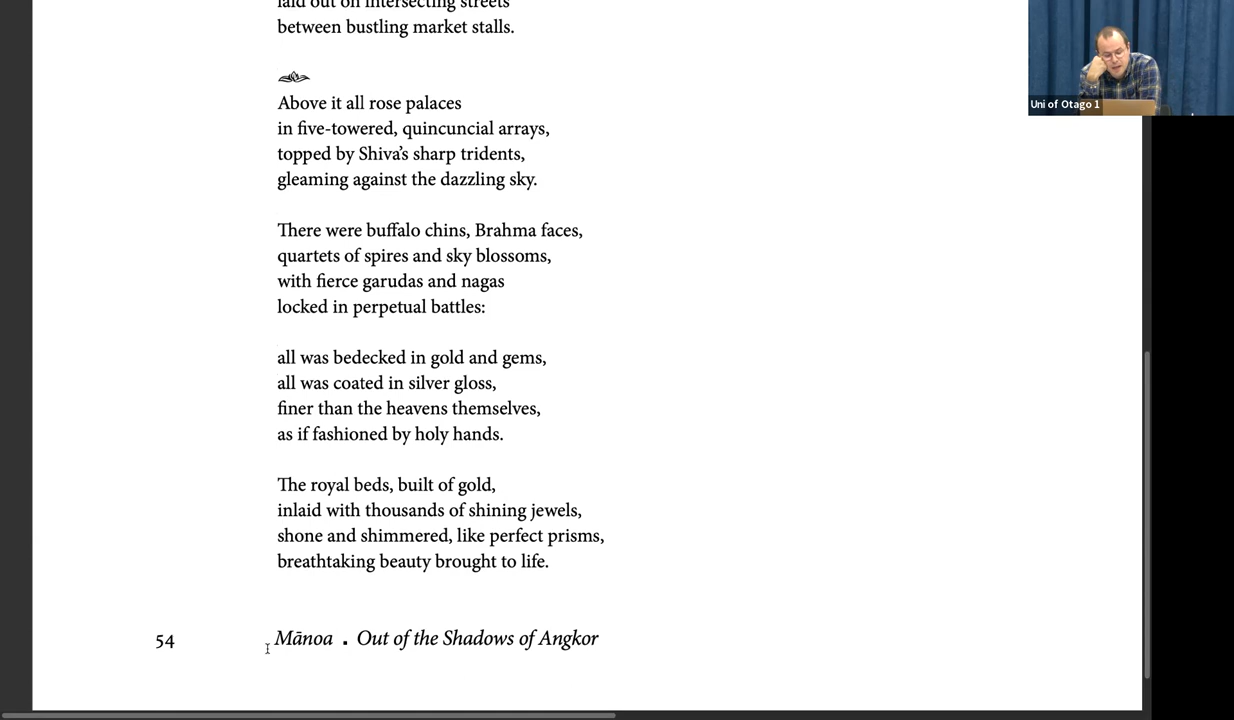 laid out on intersecting streets
between bustling market stalls.
Above it all rose palaces
in five-towered, quincuncial arrays,
topped by Shiva's sharp tridents,
gleaming against the dazzling sky.
There were buffalo chins, Brahma faces,
quartets of spires and sky blossoms,
with fierce garudas and nagas
locked in perpetual battles:
all was bedecked in gold and gems,
all was coated in silver gloss,
finer than the heavens themselves,
as if fashioned by holy hands.
The royal beds, built of gold,
inlaid with thousands of shining jewels,
shone and shimmered, like perfect prisms,
breathtaking beauty brought to life.
54 Mānoa . Out of the Shadows of Angkor
Uni of Otago 1